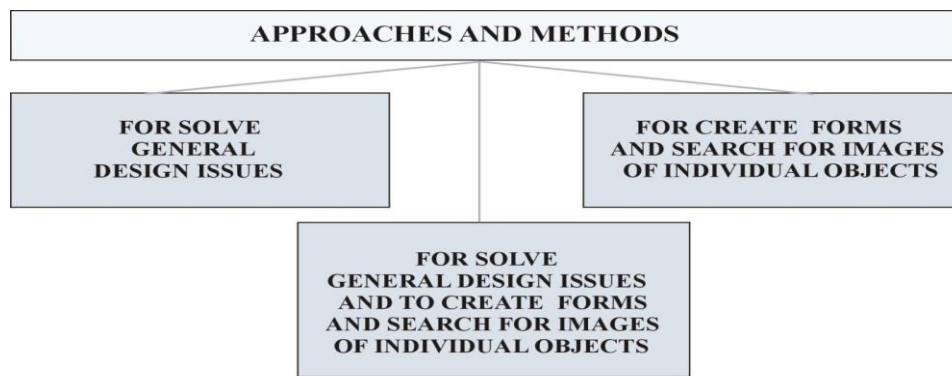 APPROACHES AND METHODS
FOR SOLVE
GENERAL
DESIGN ISSUES
FOR CREATE FORMS
AND SEARCH FOR IMAGES
OF INDIVIDUAL OBJECTS
FOR SOLVE
GENERAL DESIGN ISSUES
AND TO CREATE FORMS
AND SEARCH FOR IMAGES
OF INDIVIDUAL OBJECTS